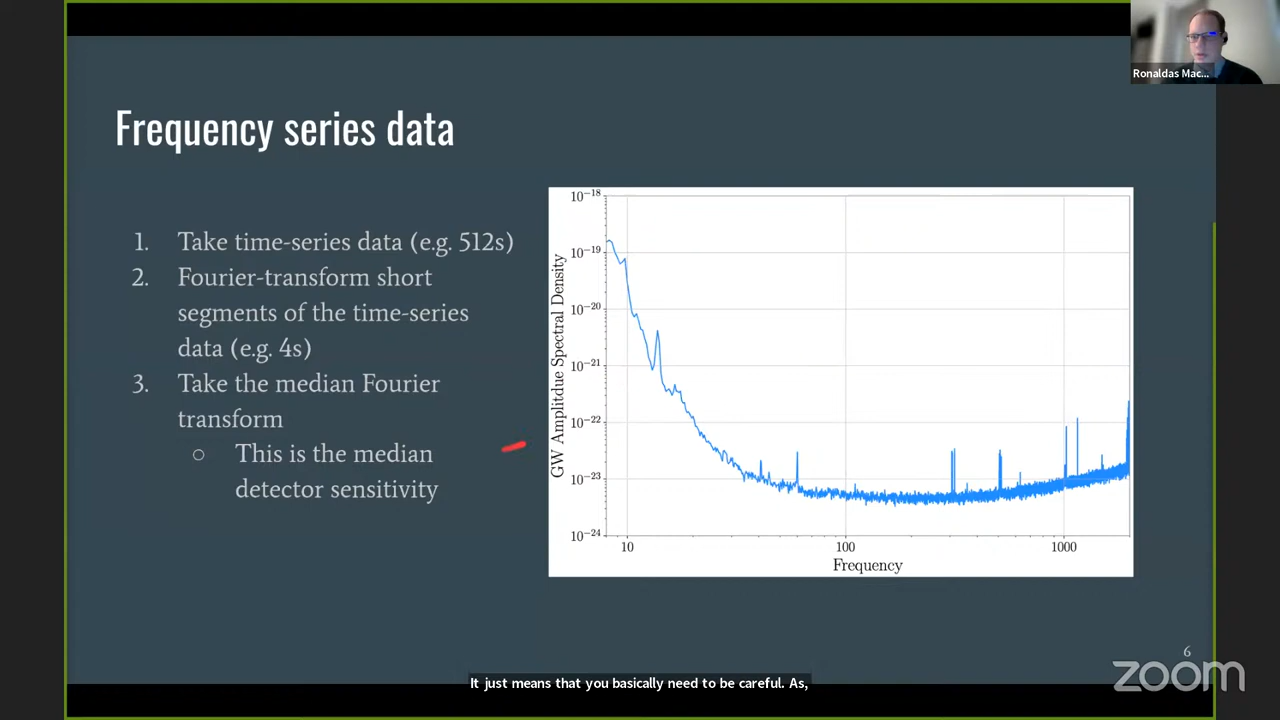 Ronaldas Mac...
Frequency series data
1. Take time-series data (e.g. 512s)
2. Fourier-transform short
segments of the time-series
data (e.g. 4s)
3. Take the median Fourier
transform
○ This is the median
detector sensitivity
GW Amplitdue Spectral Density
10⁻¹⁸
10⁻¹⁹
10⁻²⁰
10⁻²¹
10⁻²²
10⁻²³
10⁻²⁴
10 100 1000
Frequency
6
zoom
It just means that you basically need to be careful. As,